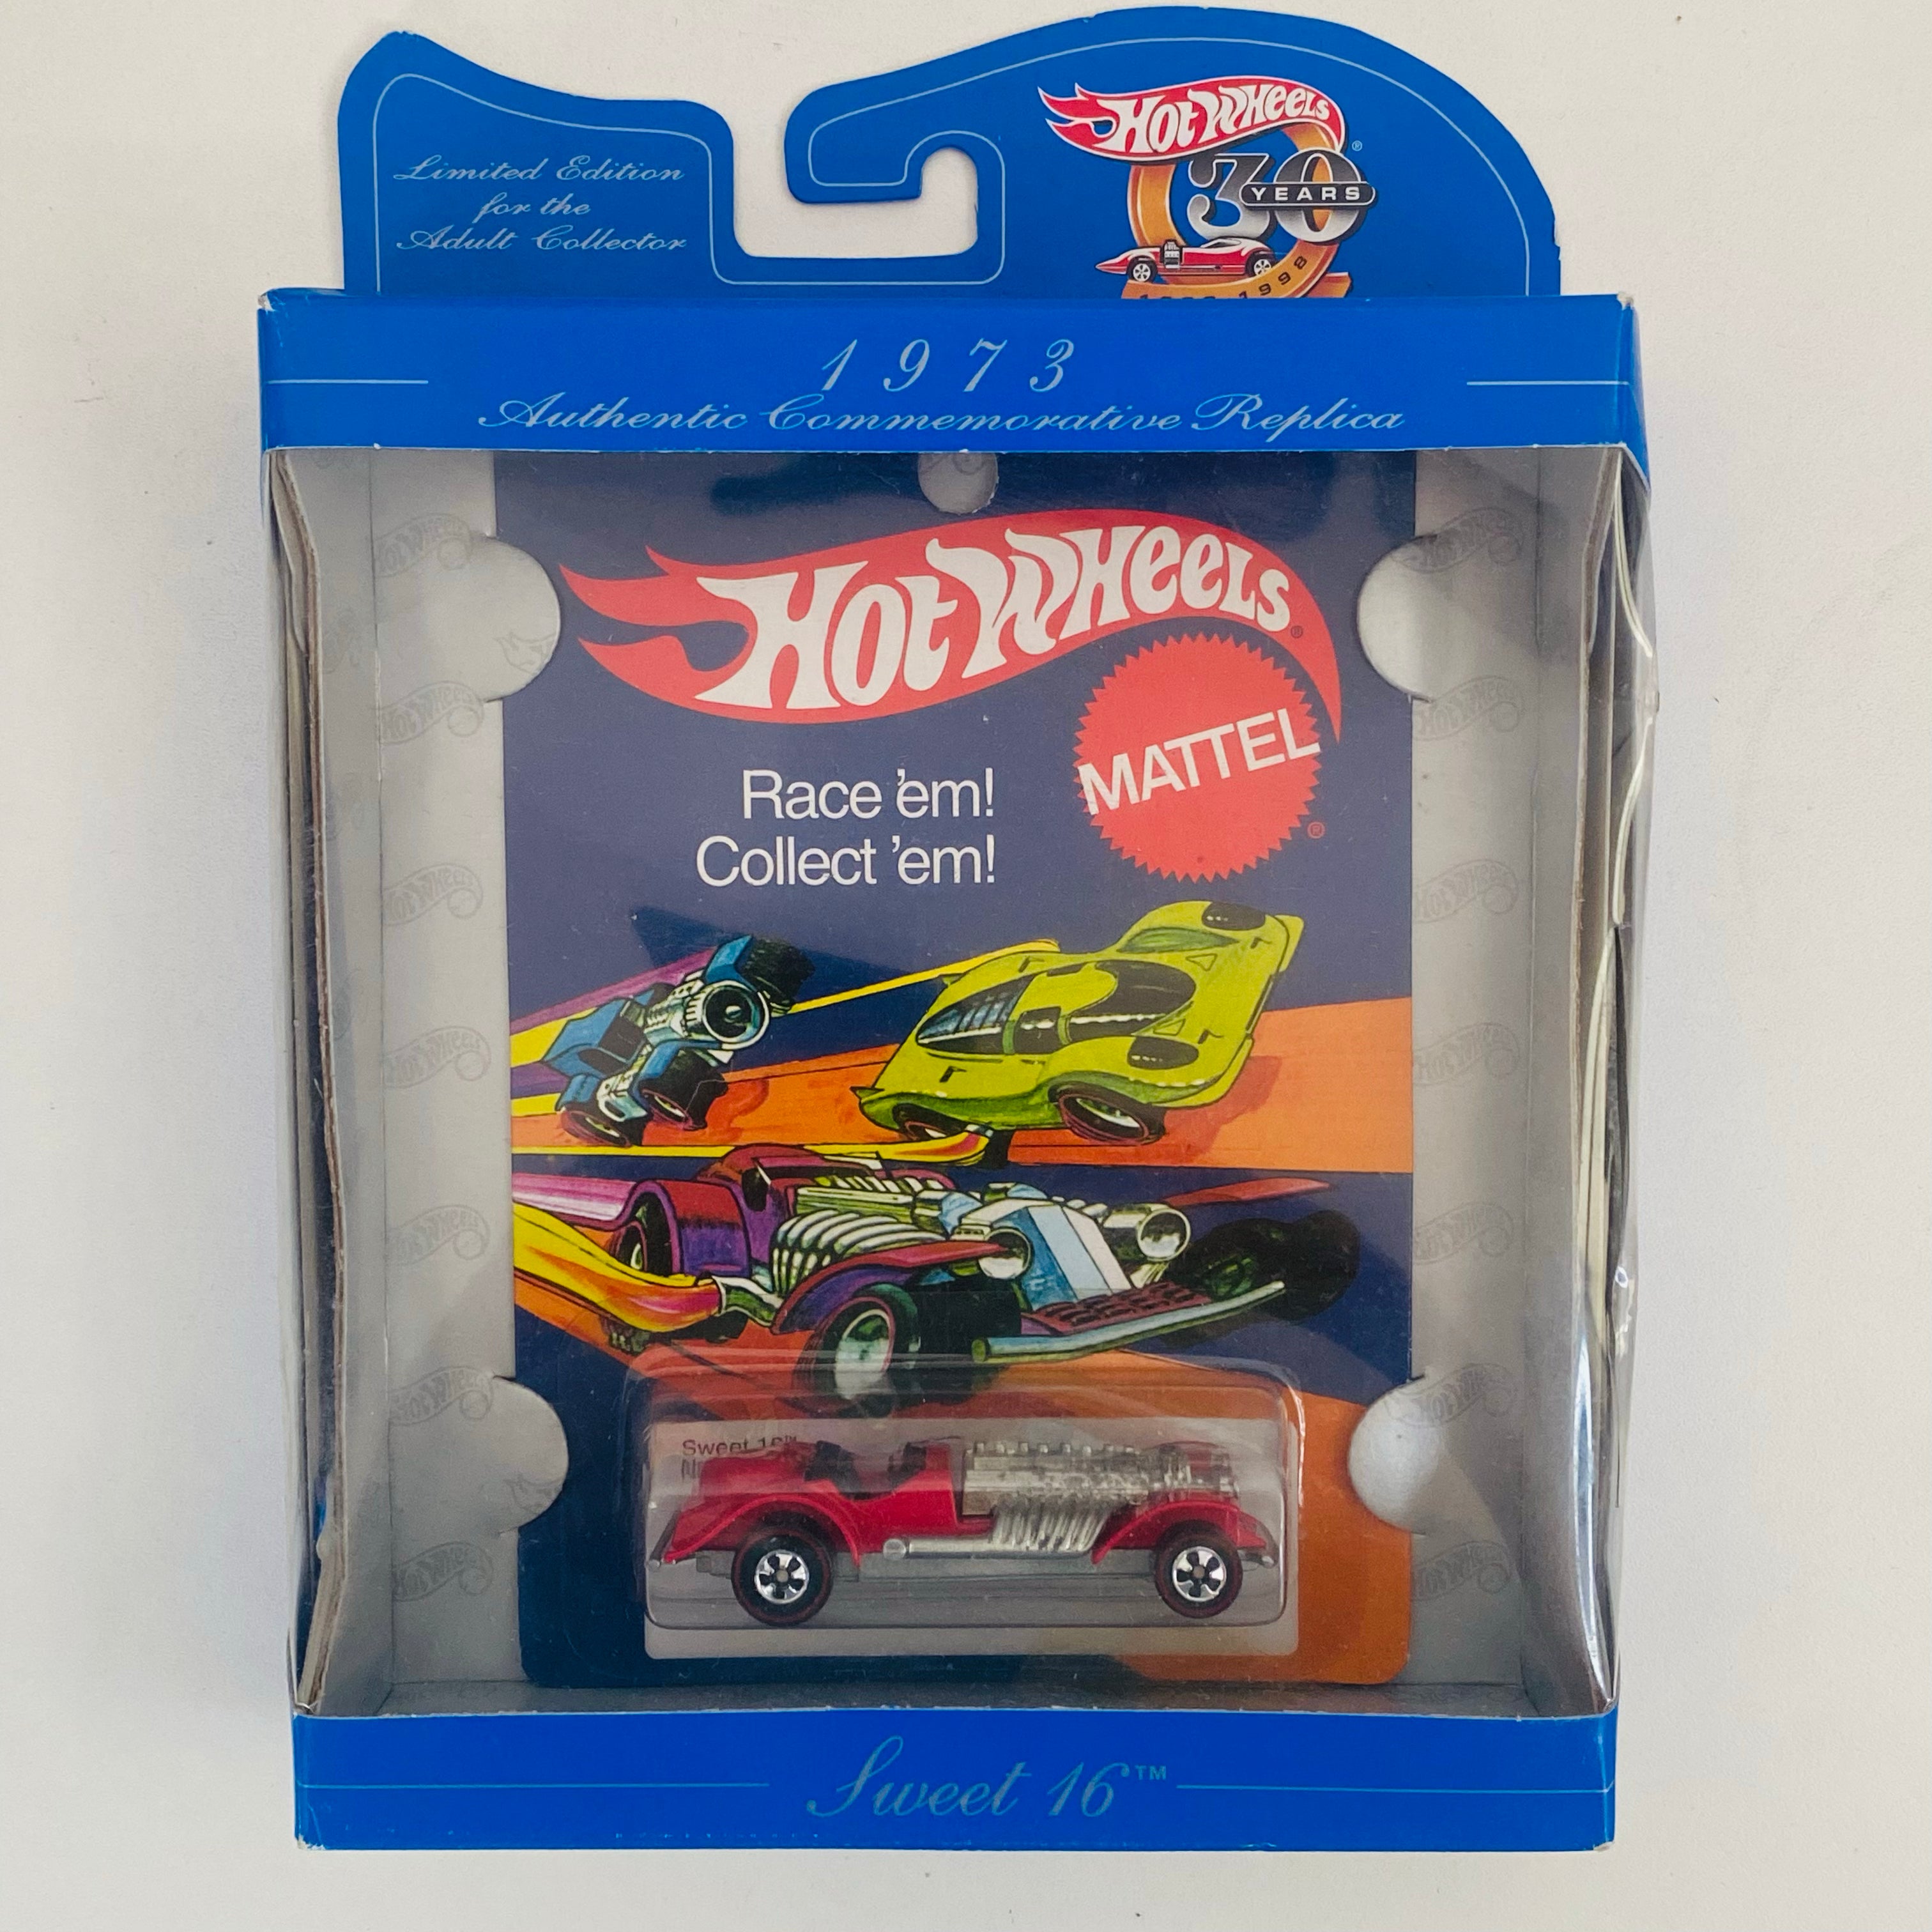 Limited Edition
for the
Adult Collector
HOT WHEELS
®
30
YEARS
1998
1973
Authentic Commemorative Replica
HOT WHEELS
®
MATTEL
®
Race 'em!
Collect 'em!
Sweet 16™
Sweet 16™